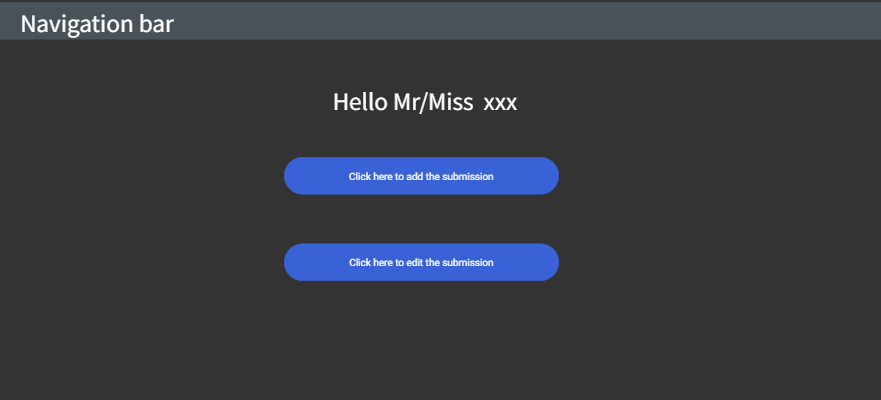 Navigation bar
Hello Mr/Miss  xxx
Click here to add the submission
Click here to edit the submission